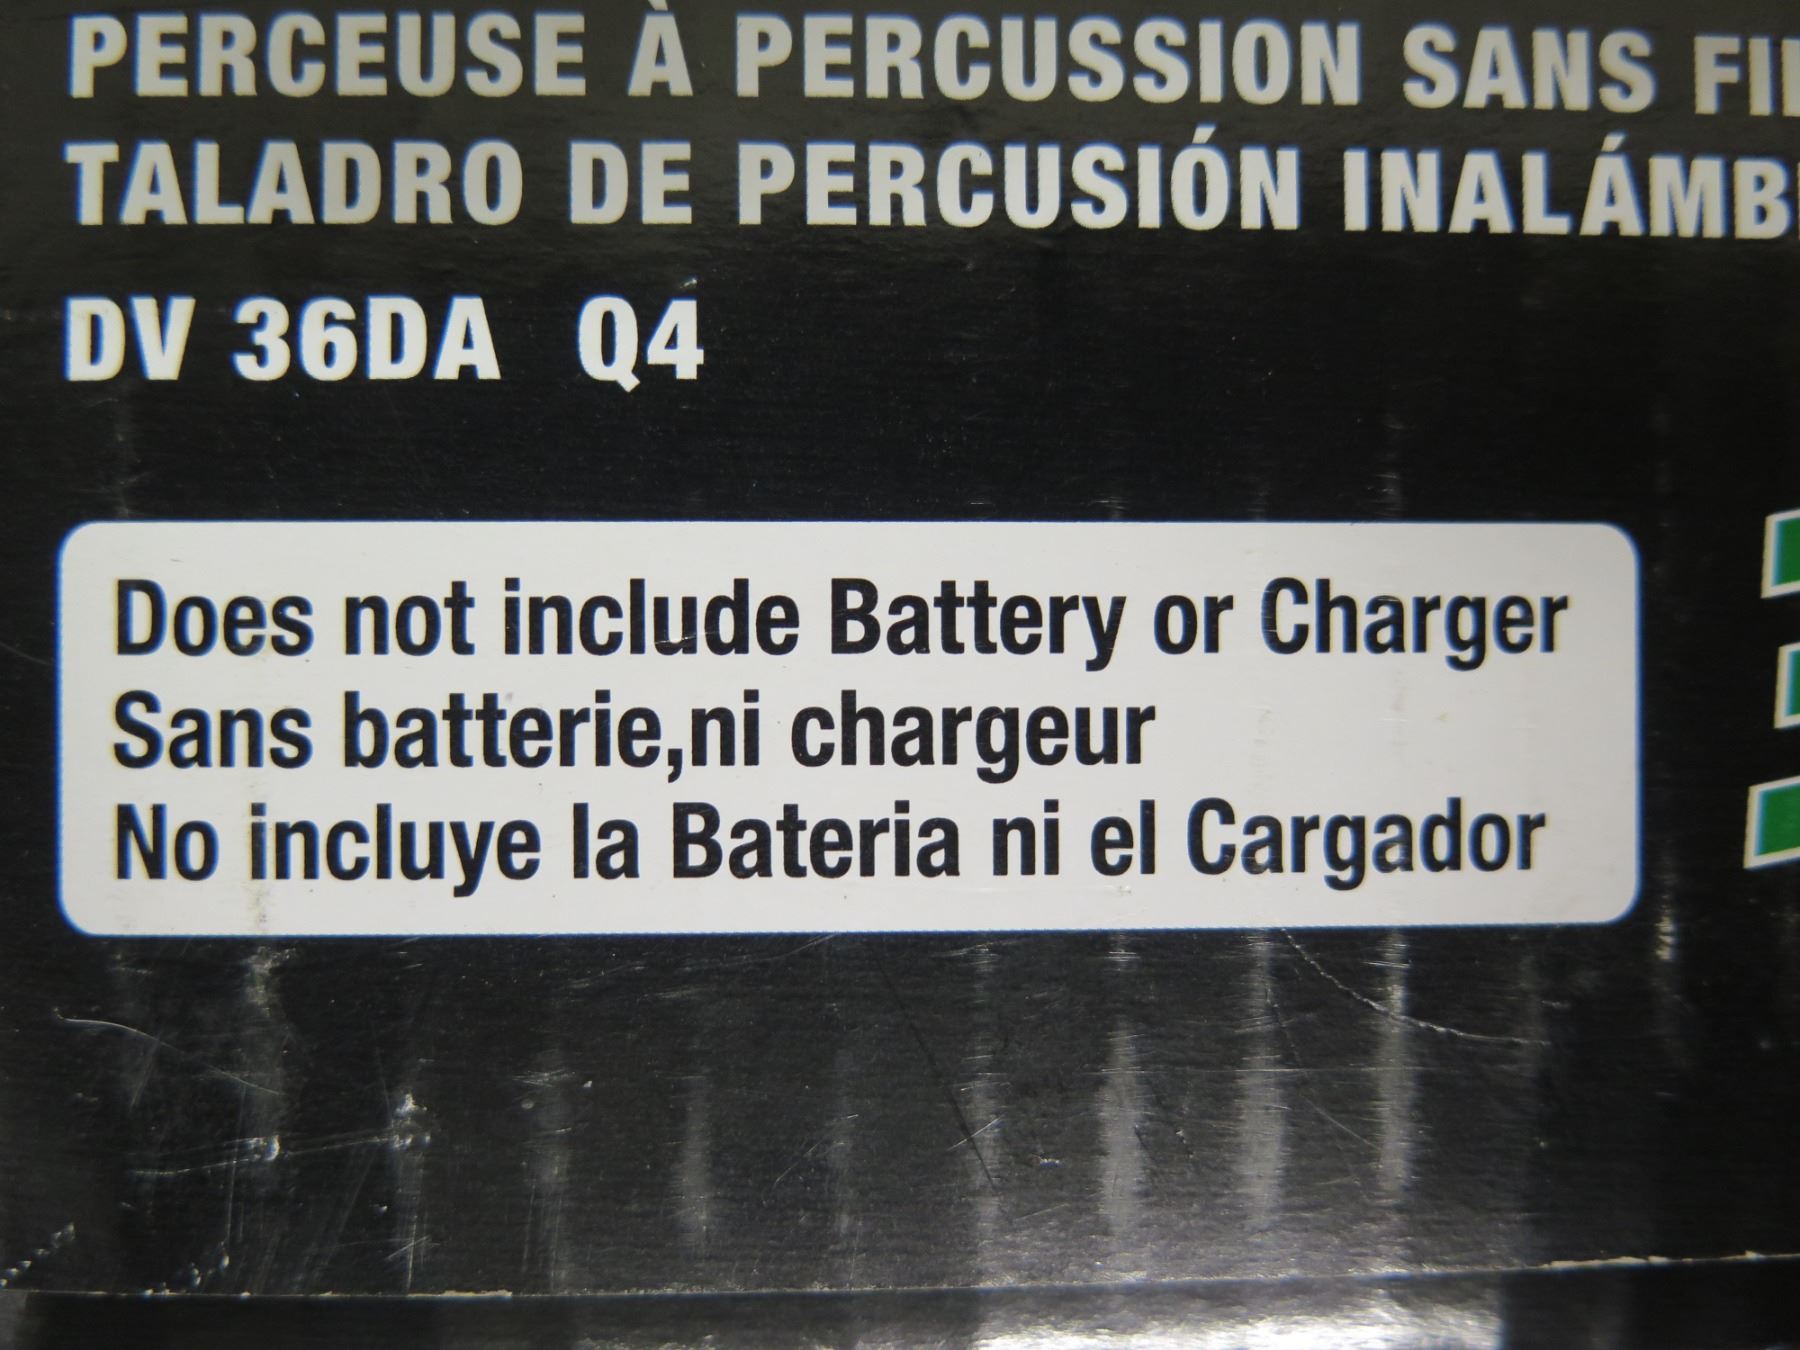 PERCEUSE À PERCUSSION SANS FIL
TALADRO DE PERCUSIÓN
DV 36DA Q4
Does not include Battery or Charger
Sans batterie,ni chargeur
No incluye la Bateria ni el Cargador